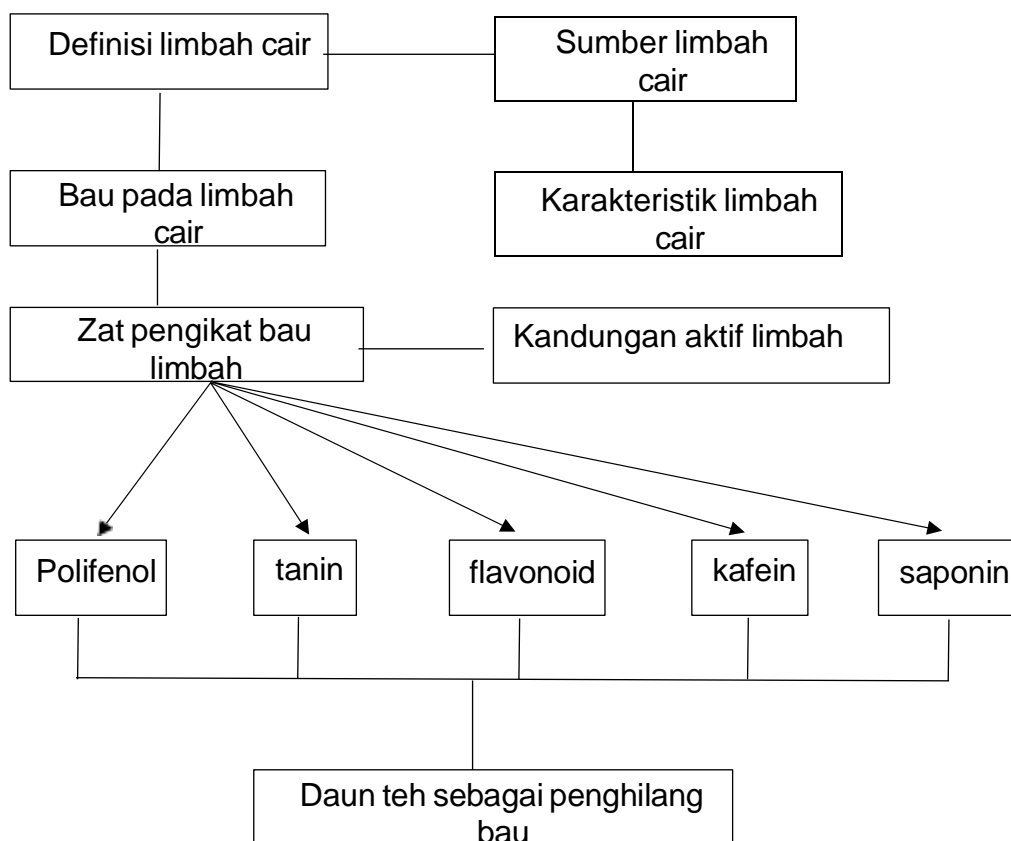 Definisi limbah cair
Sumber limbah
cair
Bau pada limbah
cair
Karakteristik limbah
cair
Zat pengikat bau
limbah
Kandungan aktif limbah
Polifenol
tanin
flavonoid
kafein
saponin
Daun teh sebagai penghilang
bau